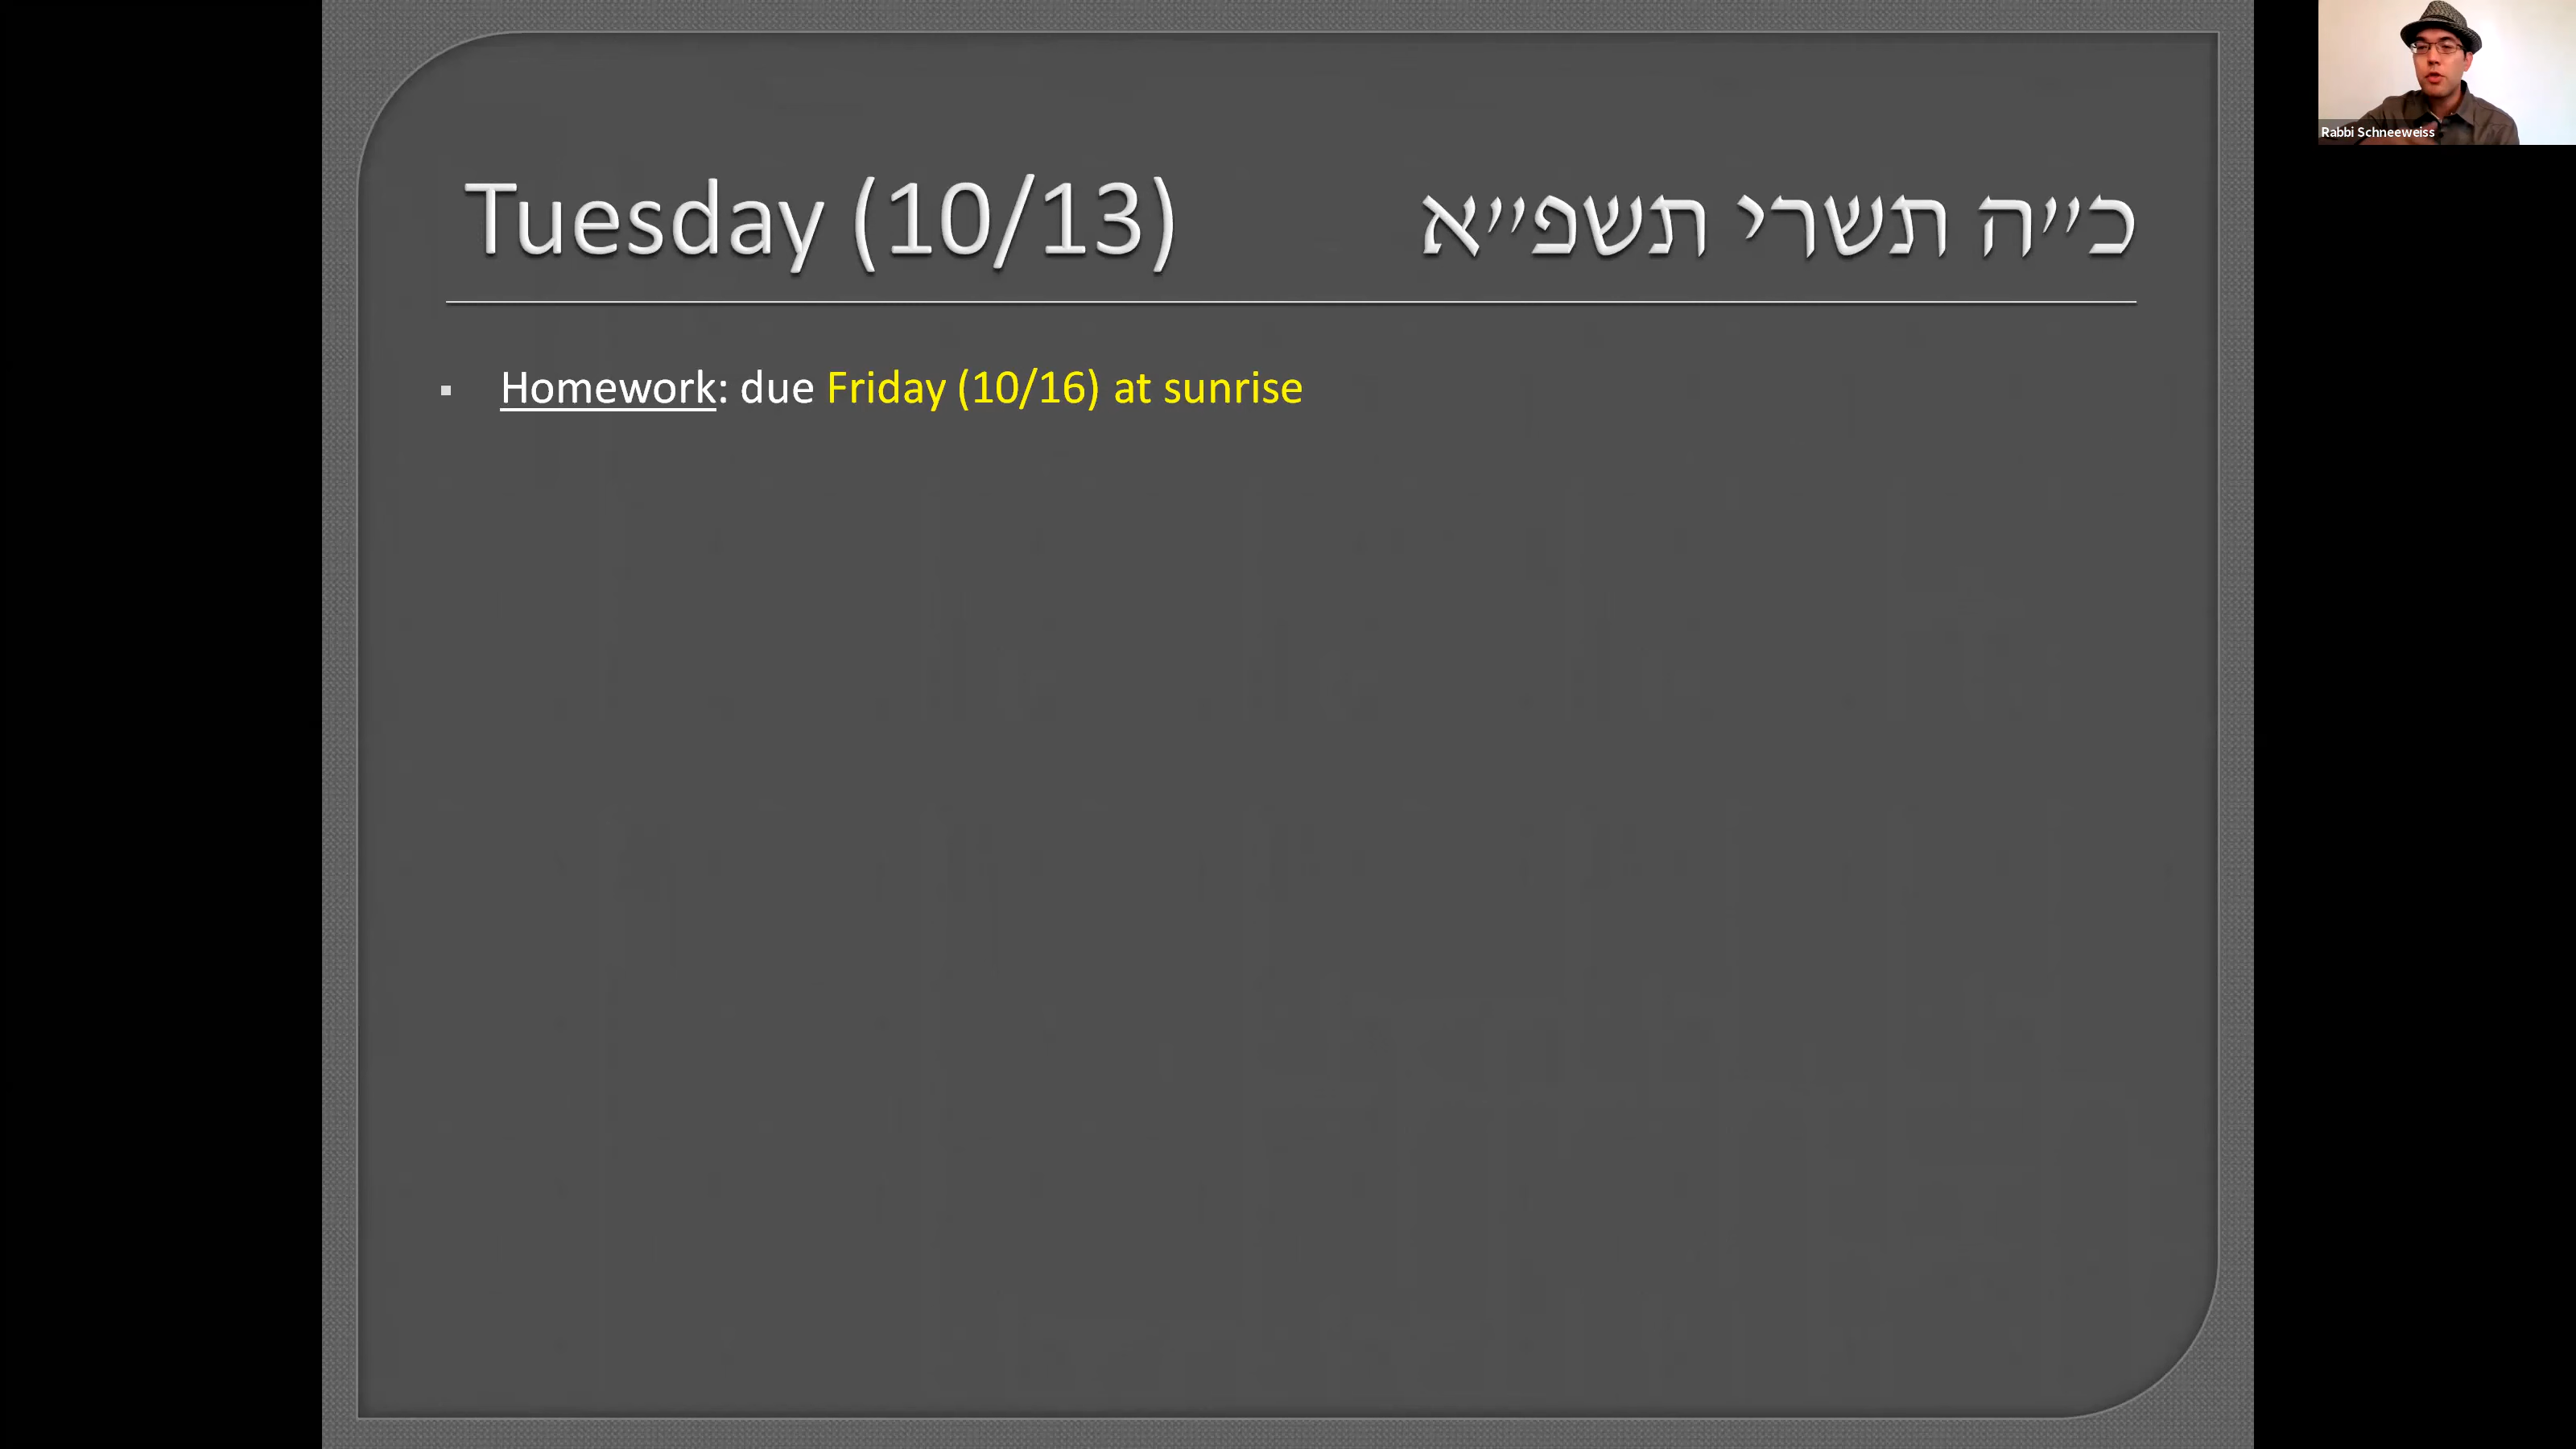 Tuesday (10/13) כ״ה תשרי תשפ״א
Homework: due Friday (10/16) at sunrise
Rabbi Schneeweiss